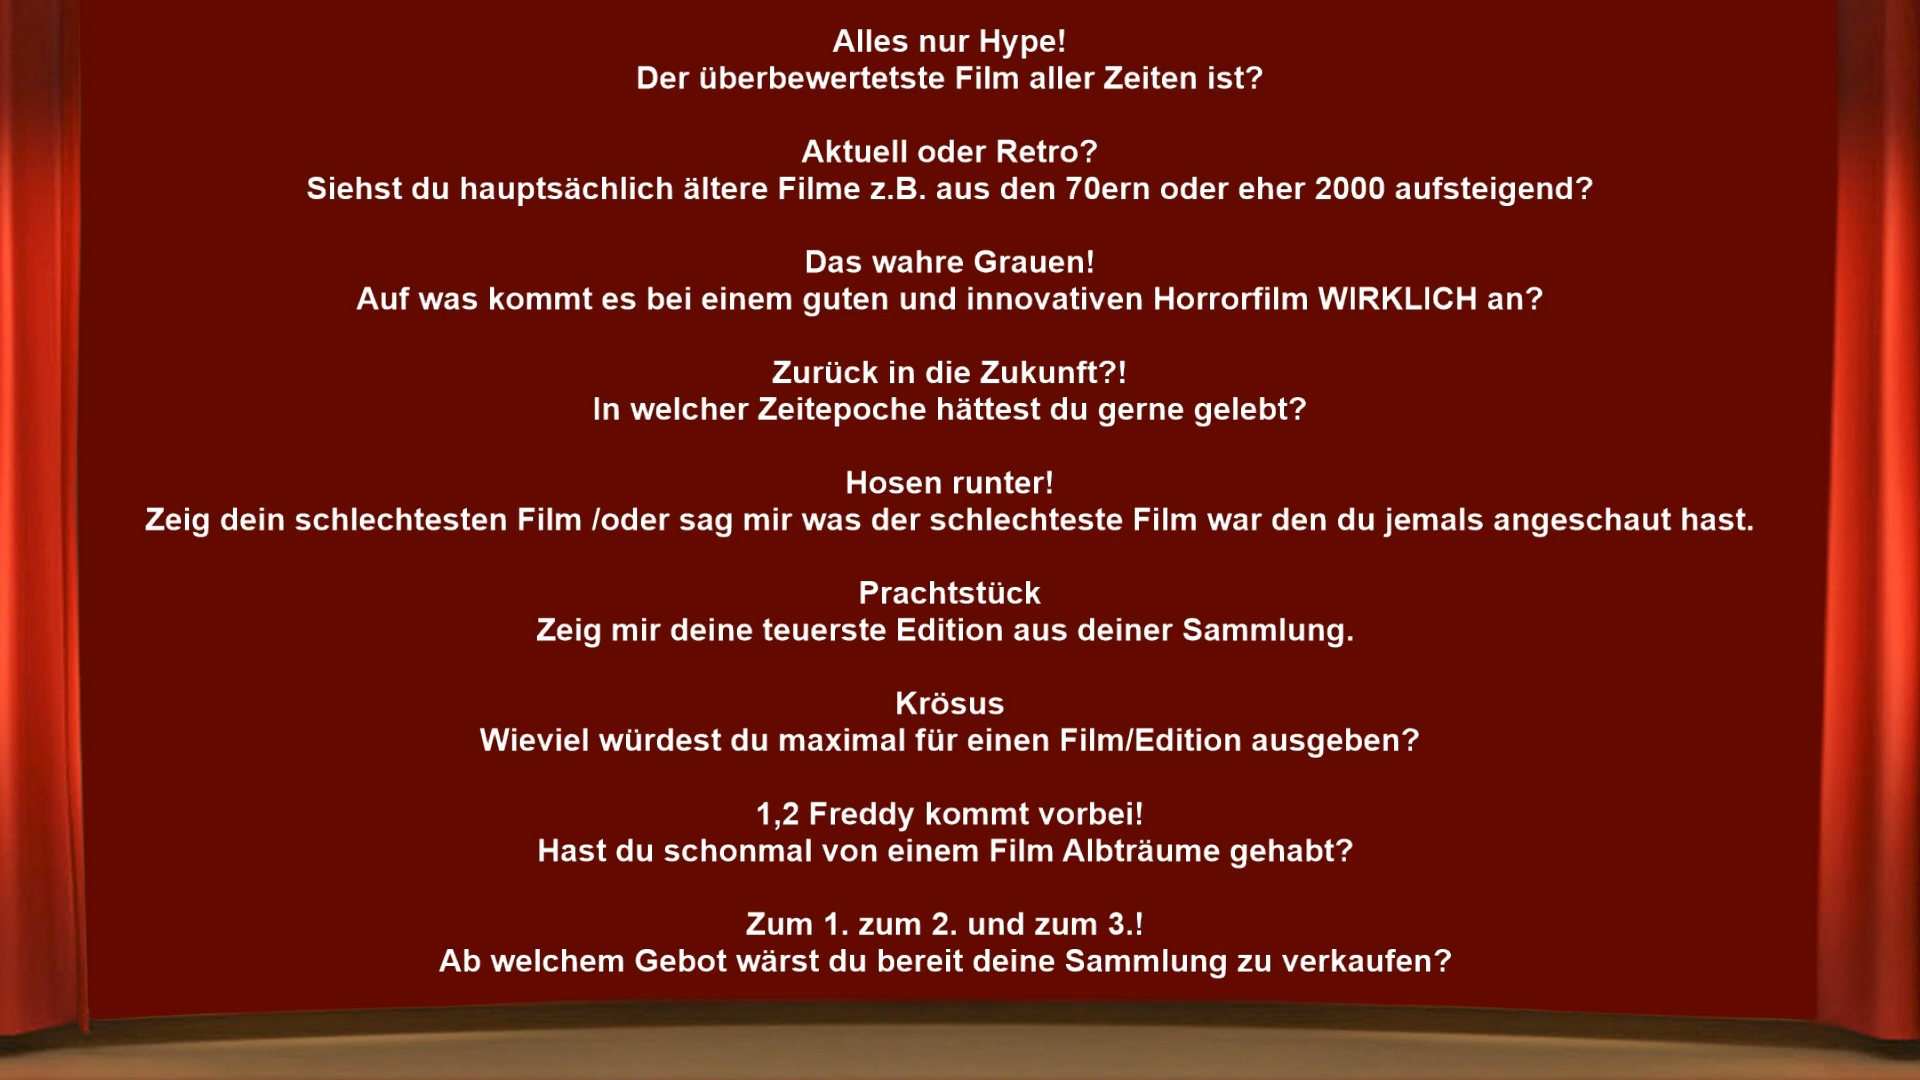 Alles nur Hype!
Der überbewertetste Film aller Zeiten ist?
Aktuell oder Retro?
Siehst du hauptsächlich ältere Filme z.B. aus den 70ern oder eher 2000 aufsteigend?
Das wahre Grauen!
Auf was kommt es bei einem guten und innovativen Horrorfilm WIRKLICH an?
Zurück in die Zukunft?!
In welcher Zeitepoche hättest du gerne gelebt?
Hosen runter!
Zeig dein schlechtesten Film /oder sag mir was der schlechteste Film war den du jemals angeschaut hast.
Prachtstück
Zeig mir deine teuerste Edition aus deiner Sammlung.
Krösus
Wieviel würdest du maximal für einen Film/Edition ausgeben?
1,2 Freddy kommt vorbei!
Hast du schonmal von einem Film Albträume gehabt?
Zum 1. zum 2. und zum 3.!
Ab welchem Gebot wärst du bereit deine Sammlung zu verkaufen?